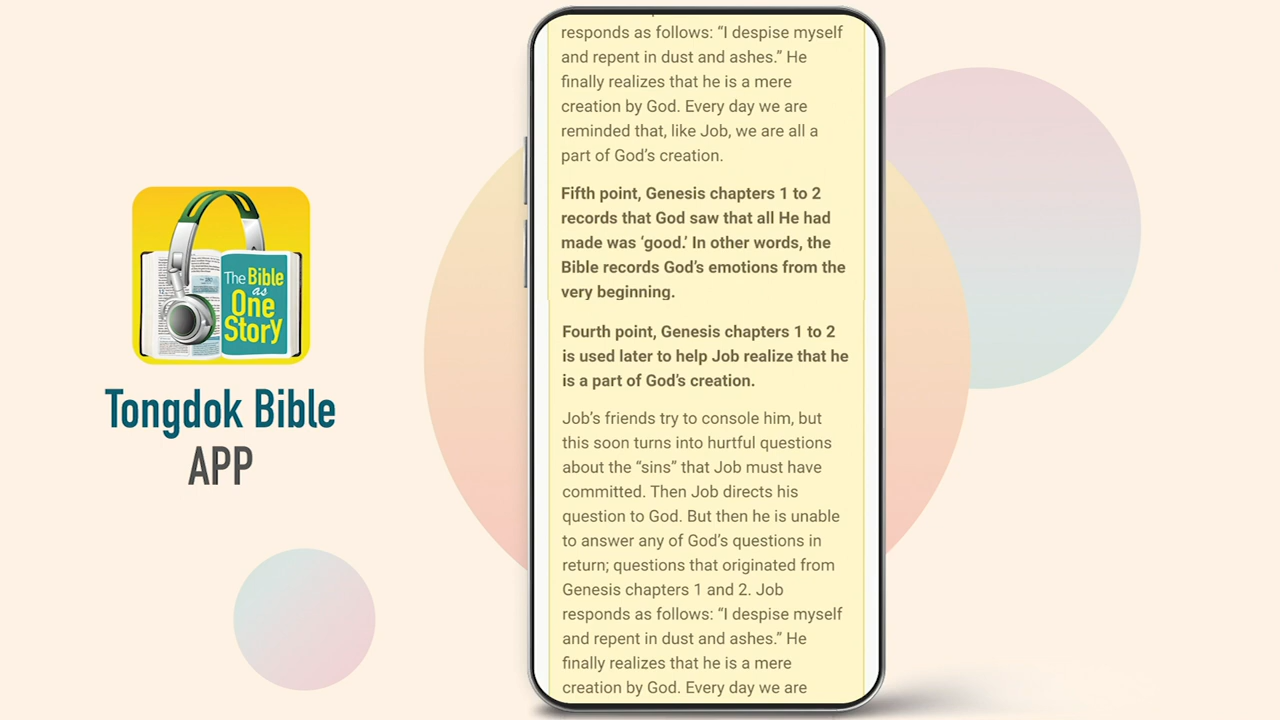 The Bible
as
One
Story
Tongdok Bible
APP
responds as follows: “I despise myself
and repent in dust and ashes.” He
finally realizes that he is a mere
creation by God. Every day we are
reminded that, like Job, we are all a
part of God’s creation.
Fifth point, Genesis chapters 1 to 2
records that God saw that all He had
made was ‘good.’ In other words, the
Bible records God’s emotions from the
very beginning.
Fourth point, Genesis chapters 1 to 2
is used later to help Job realize that he
is a part of God’s creation.
Job’s friends try to console him, but
this soon turns into hurtful questions
about the “sins” that Job must have
committed. Then Job directs his
question to God. But then he is unable
to answer any of God’s questions in
return; questions that originated from
Genesis chapters 1 and 2. Job
responds as follows: “I despise myself
and repent in dust and ashes.” He
finally realizes that he is a mere
creation by God. Every day we are